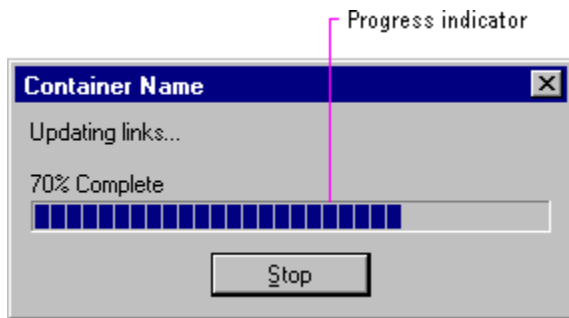 Progress indicator
Container Name
Updating links...
70% Complete
Stop